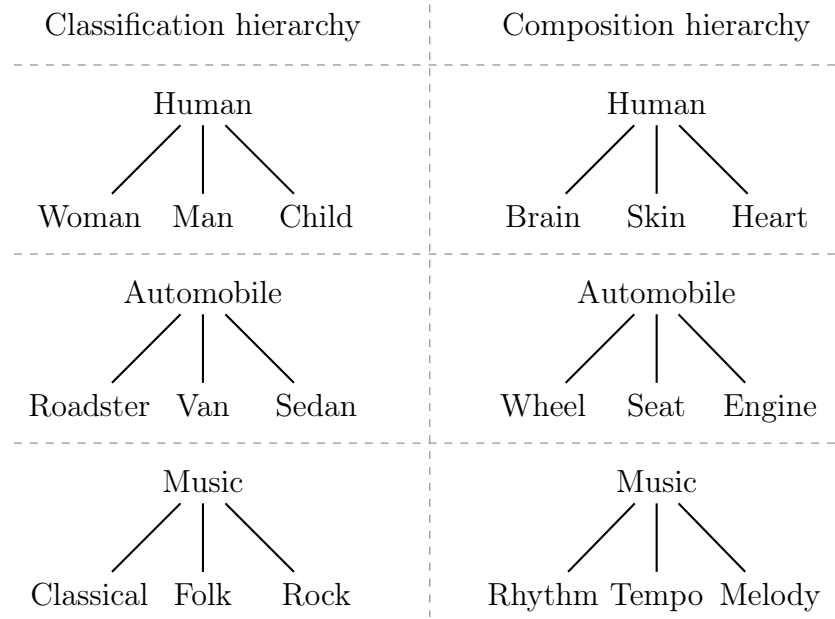 Classification hierarchy Composition hierarchy
Human Human
Woman Man Child Brain Skin Heart
Automobile Automobile
Roadster Van Sedan Wheel Seat Engine
Music Music
Classical Folk Rock Rhythm Tempo Melody